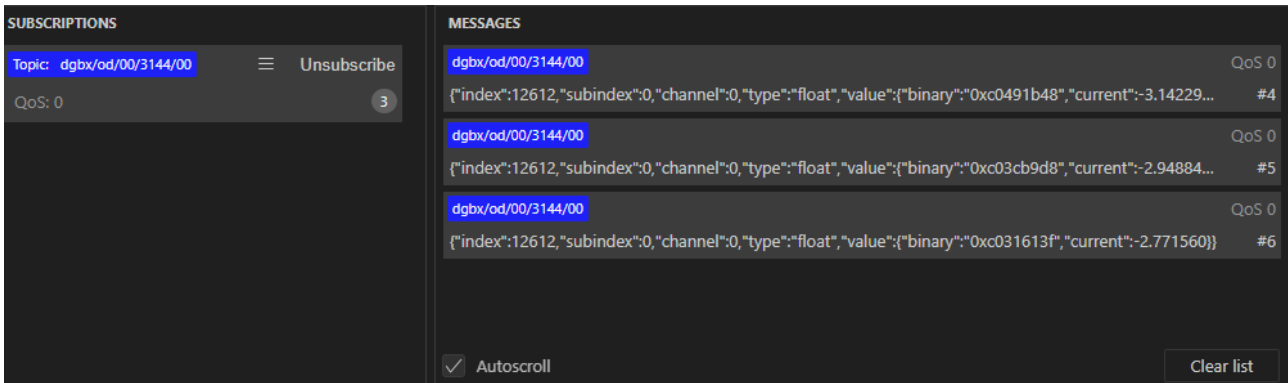 SUBSCRIPTIONS
Topic: dgbx/od/00/3144/00 Unsubscribe
QoS: 0 3
MESSAGES
dgbx/od/00/3144/00 QoS 0
{"index":12612,"subindex":0,"channel":0,"type":"float","value":{"binary":"0xc0491b48","current":-3.14229... #4
dgbx/od/00/3144/00 QoS 0
{"index":12612,"subindex":0,"channel":0,"type":"float","value":{"binary":"0xc03cb9d8","current":-2.94884... #5
dgbx/od/00/3144/00 QoS 0
{"index":12612,"subindex":0,"channel":0,"type":"float","value":{"binary":"0xc031613f","current":-2.771560}} #6
Autoscroll Clear list